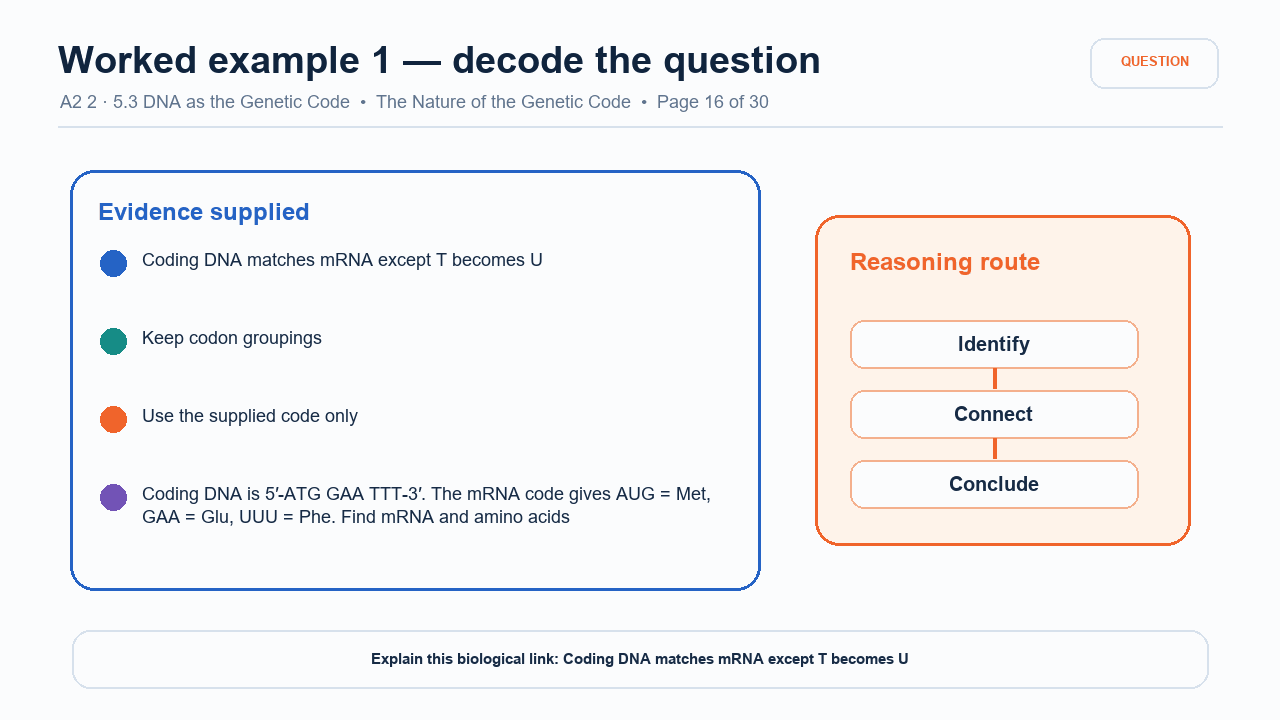 Worked example 1 — decode the question
QUESTION
A2 2 · 5.3 DNA as the Genetic Code • The Nature of the Genetic Code • Page 16 of 30
Evidence supplied
Coding DNA matches mRNA except T becomes U
Keep codon groupings
Use the supplied code only
Coding DNA is 5′-ATG GAA TTT-3′. The mRNA code gives AUG = Met,
GAA = Glu, UUU = Phe. Find mRNA and amino acids
Reasoning route
Identify
Connect
Conclude
Explain this biological link: Coding DNA matches mRNA except T becomes U